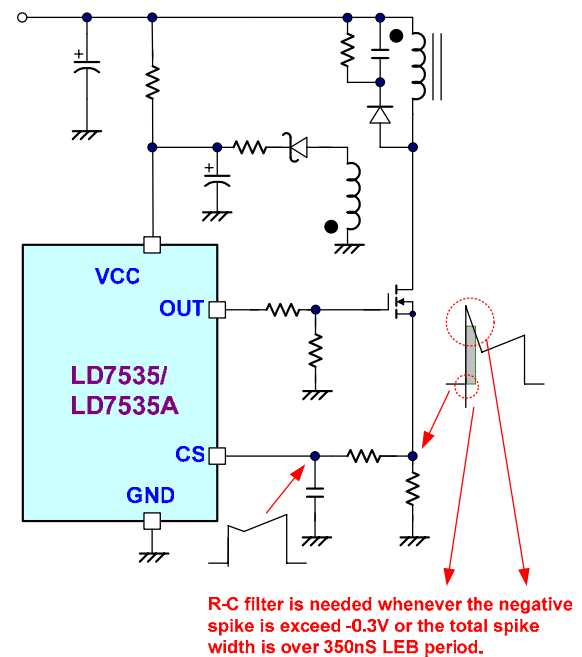 +
+
VCC
OUT
LD7535/
LD7535A
CS
GND
R-C filter is needed whenever the negative
spike is exceed -0.3V or the total spike
width is over 350nS LEB period.